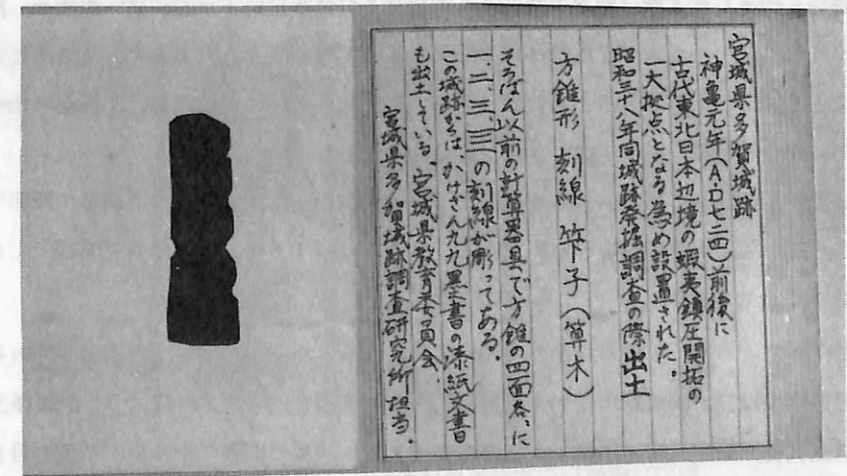 宮城県多賀城跡
神亀元年(A.D七二四)前後に
古代東北日本辺境の蝦夷鎮圧開拓の
一大拠点となる為め設置された。
昭和三十八年同城跡発掘調査の際出土
方錐形 刻線 笇子(算木)
そろばん以前の計算器具で方錐の四面各々に
一、二、三、亖の刻線が彫ってある。
この城跡からは、かけざん九九墨書の漆紙文書
も出土している。宮城県教育委員会、
宮城県多賀城跡調査研究所担当。